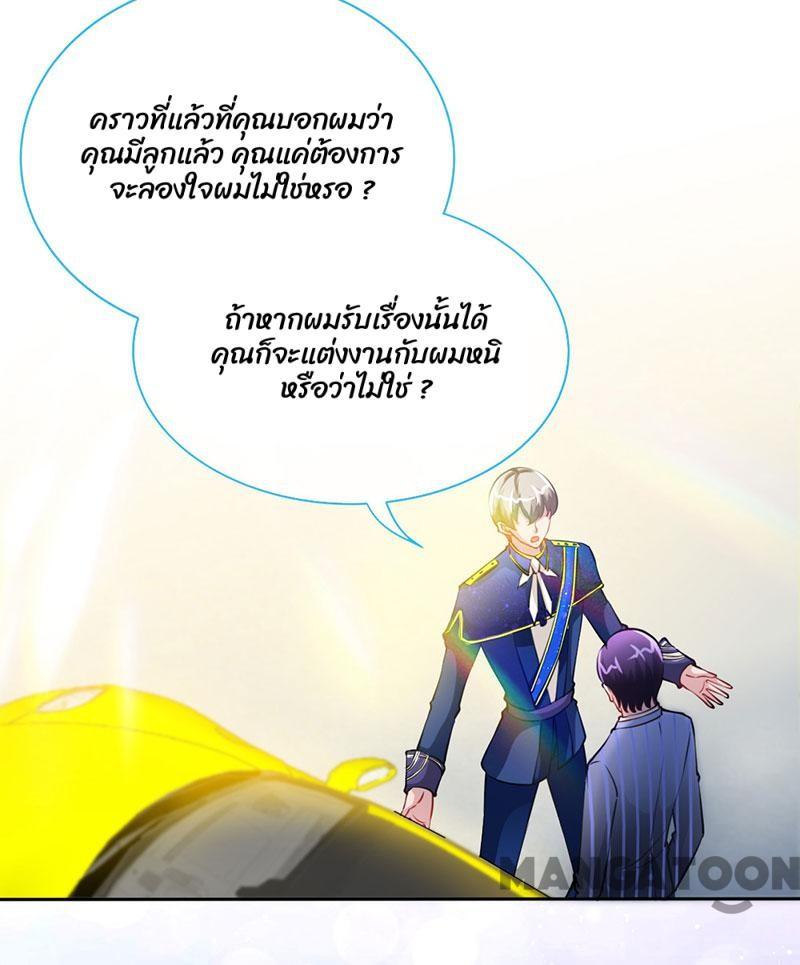 คราวที่แล้วที่คุณบอกผมว่า
คุณมีลูกแล้ว คุณแค่ต้องการ
จะลองใจผมไม่ใช่หรอ ?
ถ้าหากผมรับเรื่องนั้นได้
คุณก็จะแต่งงานกับผมหนิ
หรือว่าไม่ใช่ ?
MANGATOON